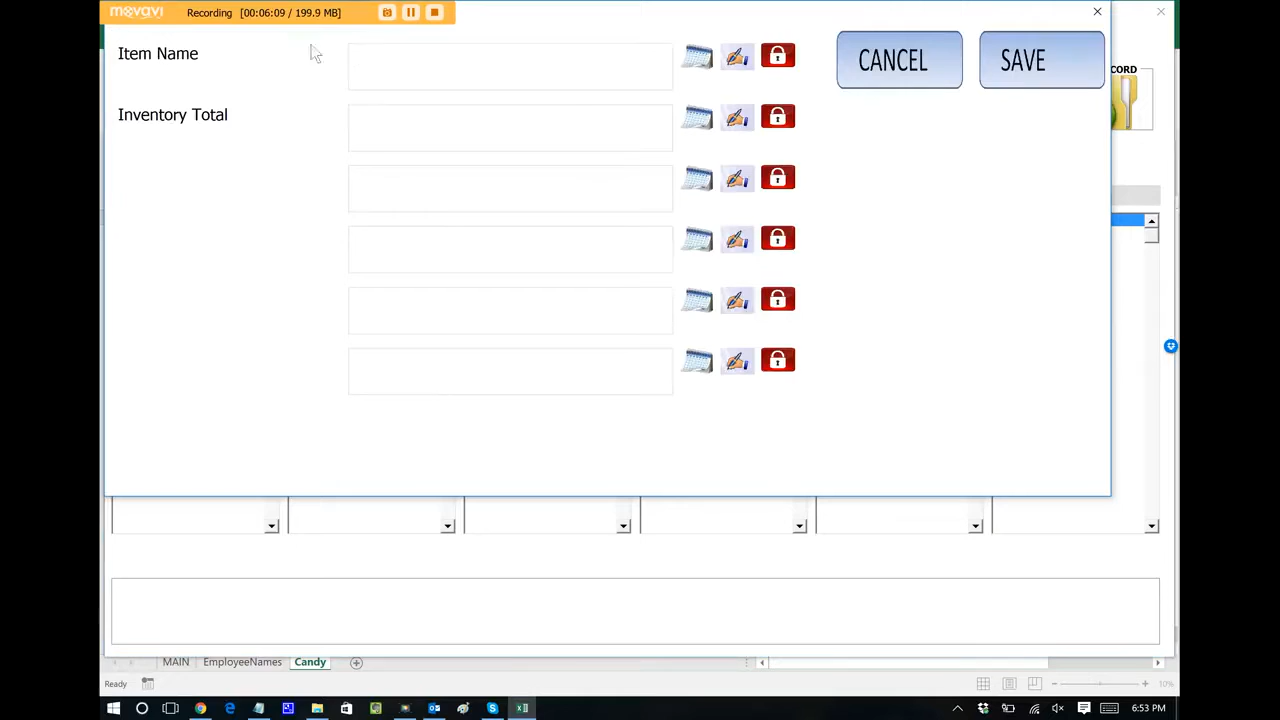 movavi
Recording [00:06:09 / 199.9 MB]
Item Name
CANCEL
SAVE
CORD
Inventory Total
MAIN
EmployeeNames
Candy
Ready
10%
6:53 PM